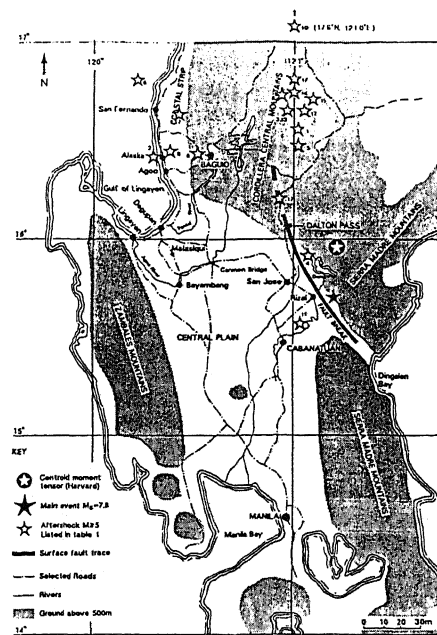 10 (17.6°N, 121.0°E)
17°
120°
121°
N
San Fernando
COASTAL STRIP
CORDILLERA CENTRAL MOUNTAINS
Alaska
Agoo
BAGUIO
Gulf of Lingayen
Dagupan
Lingayen
DALTON PASS
16°
Malasiqui
SIERRA MADRE MOUNTAINS
Carmen Bridge
Bayambang
San Jose
Rizal
FAULT BREAK
ZAMBALES MOUNTAINS
CENTRAL PLAIN
CABANATUAN
Dingalan
Bay
15°
SIERRA MADRE MOUNTAINS
KEY
Centroid moment
tensor (Harvard)
Main event Ms=7.8
Aftershock M≥5
Listed in table 1
Surface fault trace
Selected Roads
Rivers
Ground above 500m
MANILA
Manila Bay
0 10 20 30m
14°